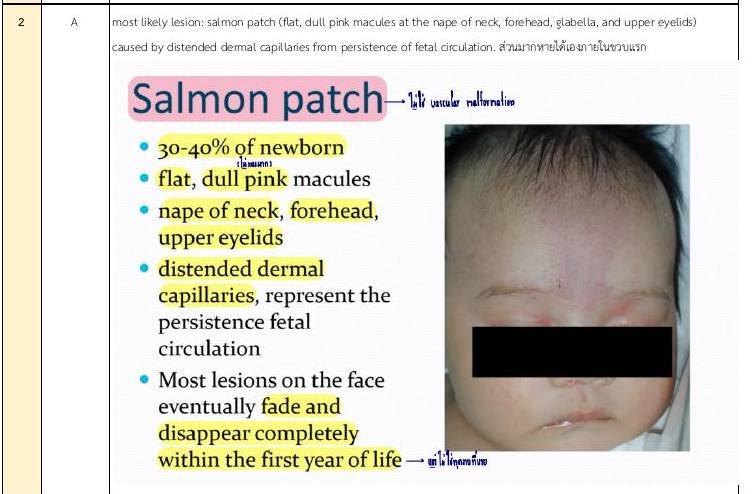 2
A
most likely lesion: salmon patch (flat, dull pink macules at the nape of neck, forehead, glabella, and upper eyelids)
caused by distended dermal capillaries from persistence of fetal circulation. ส่วนมากหายได้เองภายในขวบแรก
Salmon patch → ไม่ใช่ vascular malformation
• 30-40% of newborn
• flat, dull pink macules
• nape of neck, forehead,
upper eyelids
• distended dermal
capillaries, represent the
persistence fetal
circulation
• Most lesions on the face
eventually fade and
disappear completely
within the first year of life →